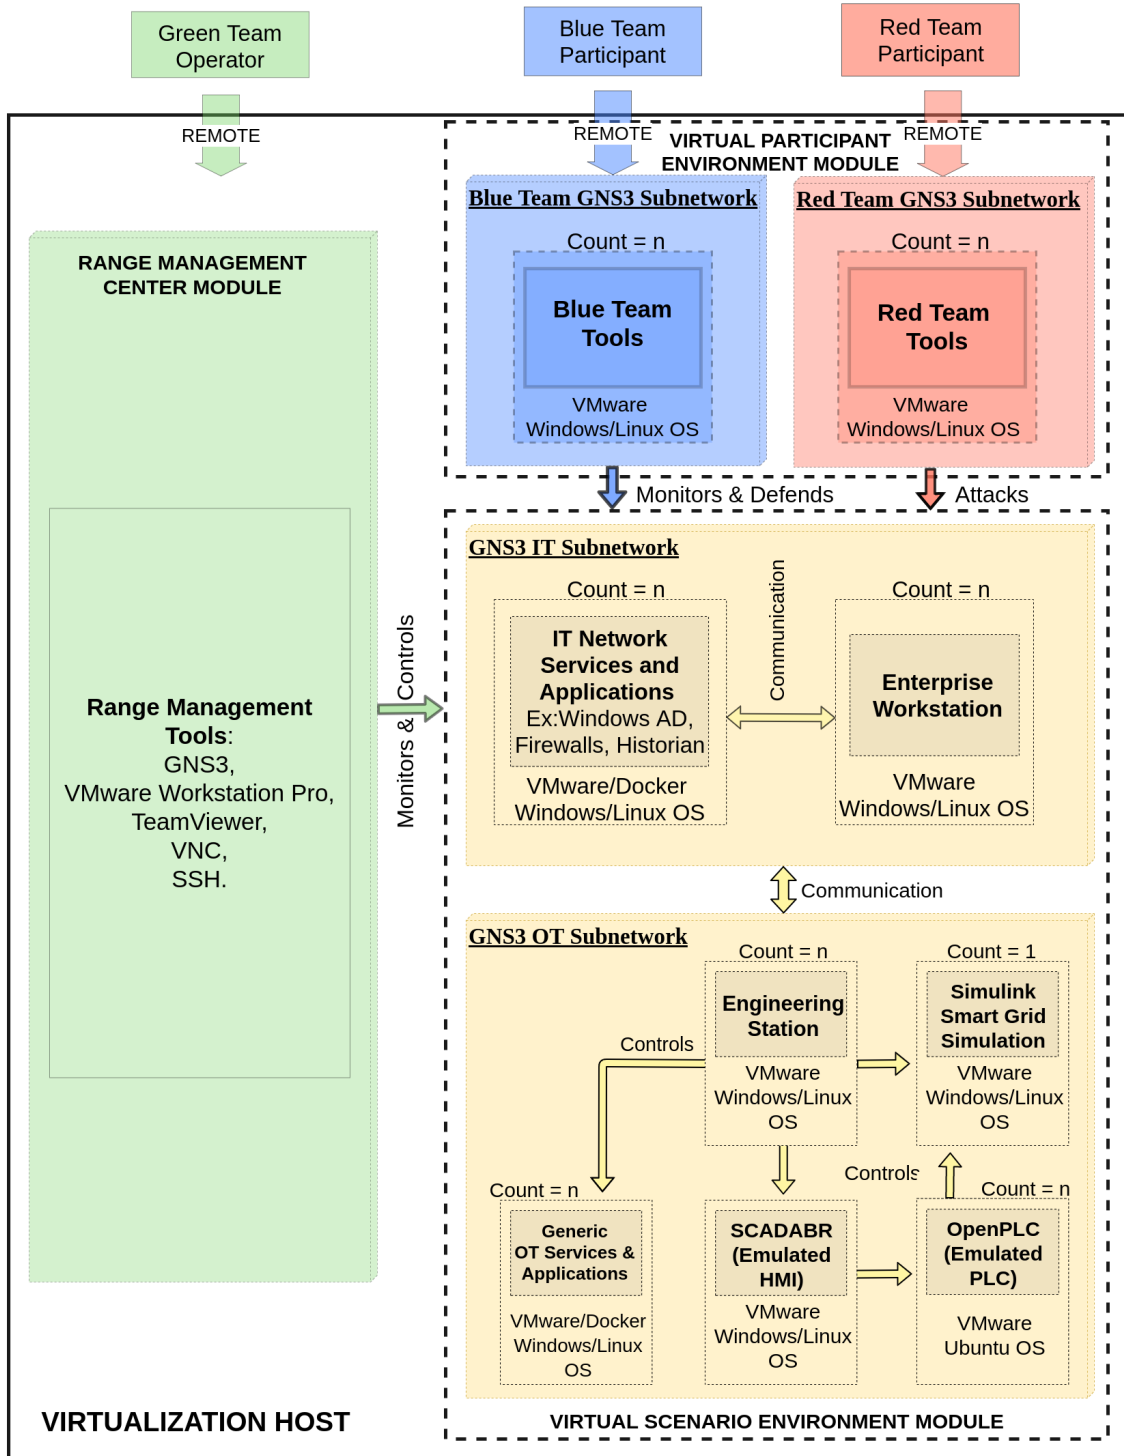 Green Team
Operator
Blue Team
Participant
Red Team
Participant
REMOTE
REMOTE
REMOTE
VIRTUAL PARTICIPANT
ENVIRONMENT MODULE
Blue Team GNS3 Subnetwork
Count = n
Blue Team
Tools
VMware
Windows/Linux OS
Red Team GNS3 Subnetwork
Count = n
Red Team
Tools
VMware
Windows/Linux OS
RANGE MANAGEMENT
CENTER MODULE
Range Management
Tools:
GNS3,
VMware Workstation Pro,
TeamViewer,
VNC,
SSH.
Monitors & Controls
Monitors & Defends
Attacks
GNS3 IT Subnetwork
Count = n
IT Network
Services and
Applications
Ex:Windows AD,
Firewalls, Historian
VMware/Docker
Windows/Linux OS
Communication
Count = n
Enterprise
Workstation
VMware
Windows/Linux OS
Communication
GNS3 OT Subnetwork
Count = n
Engineering
Station
VMware
Windows/Linux
OS
Count = 1
Simulink
Smart Grid
Simulation
VMware
Windows/Linux
OS
Controls
Controls
Count = n
Generic
OT Services &
Applications
VMware/Docker
Windows/Linux
OS
SCADABR
(Emulated
HMI)
VMware
Windows/Linux
OS
Count = n
OpenPLC
(Emulated
PLC)
VMware
Ubuntu OS
VIRTUALIZATION HOST
VIRTUAL SCENARIO ENVIRONMENT MODULE